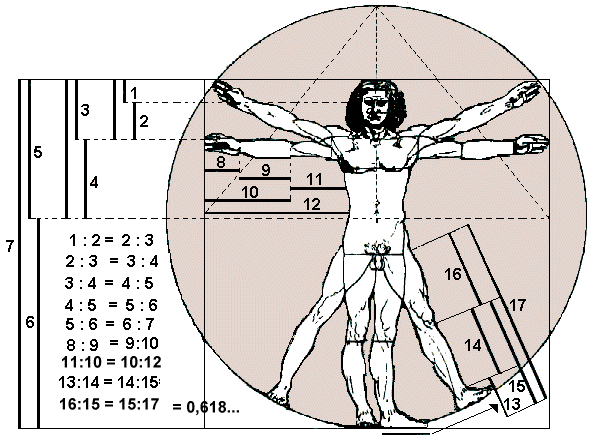 1
3
2
5
4
8
9
11
10
12
7
6
16
17
14
15
13
1 : 2 = 2 : 3
2 : 3 = 3 : 4
3 : 4 = 4 : 5
4 : 5 = 5 : 6
5 : 6 = 6 : 7
8 : 9 = 9:10
11:10 = 10:12
13:14 = 14:15
16:15 = 15:17 = 0,618...